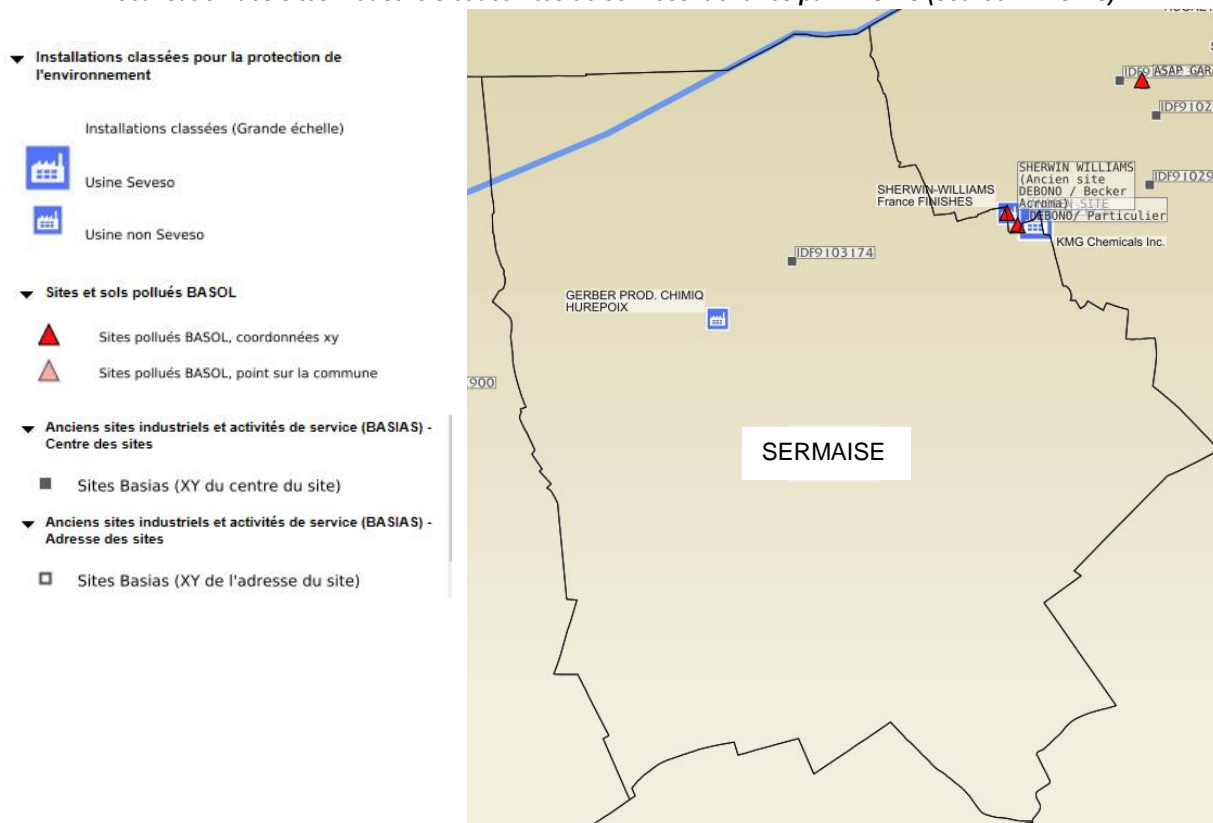 ▼ Installations classées pour la protection de
l'environnement
Installations classées (Grande échelle)
Usine Seveso
Usine non Seveso
▼ Sites et sols pollués BASOL
Sites pollués BASOL, coordonnées xy
Sites pollués BASOL, point sur la commune
▼ Anciens sites industriels et activités de service (BASIAS) -
Centre des sites
Sites Basias (XY du centre du site)
▼ Anciens sites industriels et activités de service (BASIAS) -
Adresse des sites
Sites Basias (XY de l'adresse du site)
ASAP GAR
IDF9102
SHERWIN WILLIAMS
(Ancien site
DEBONO / Becker
Acroma)
SITE
DEBONO/ Particulier
IDF91029
SHERWIN-WILLIAMS
France FINISHES
KMG Chemicals Inc.
IDF9103174
GERBER PROD. CHIMIQ
HUREPOIX
900
SERMAISE